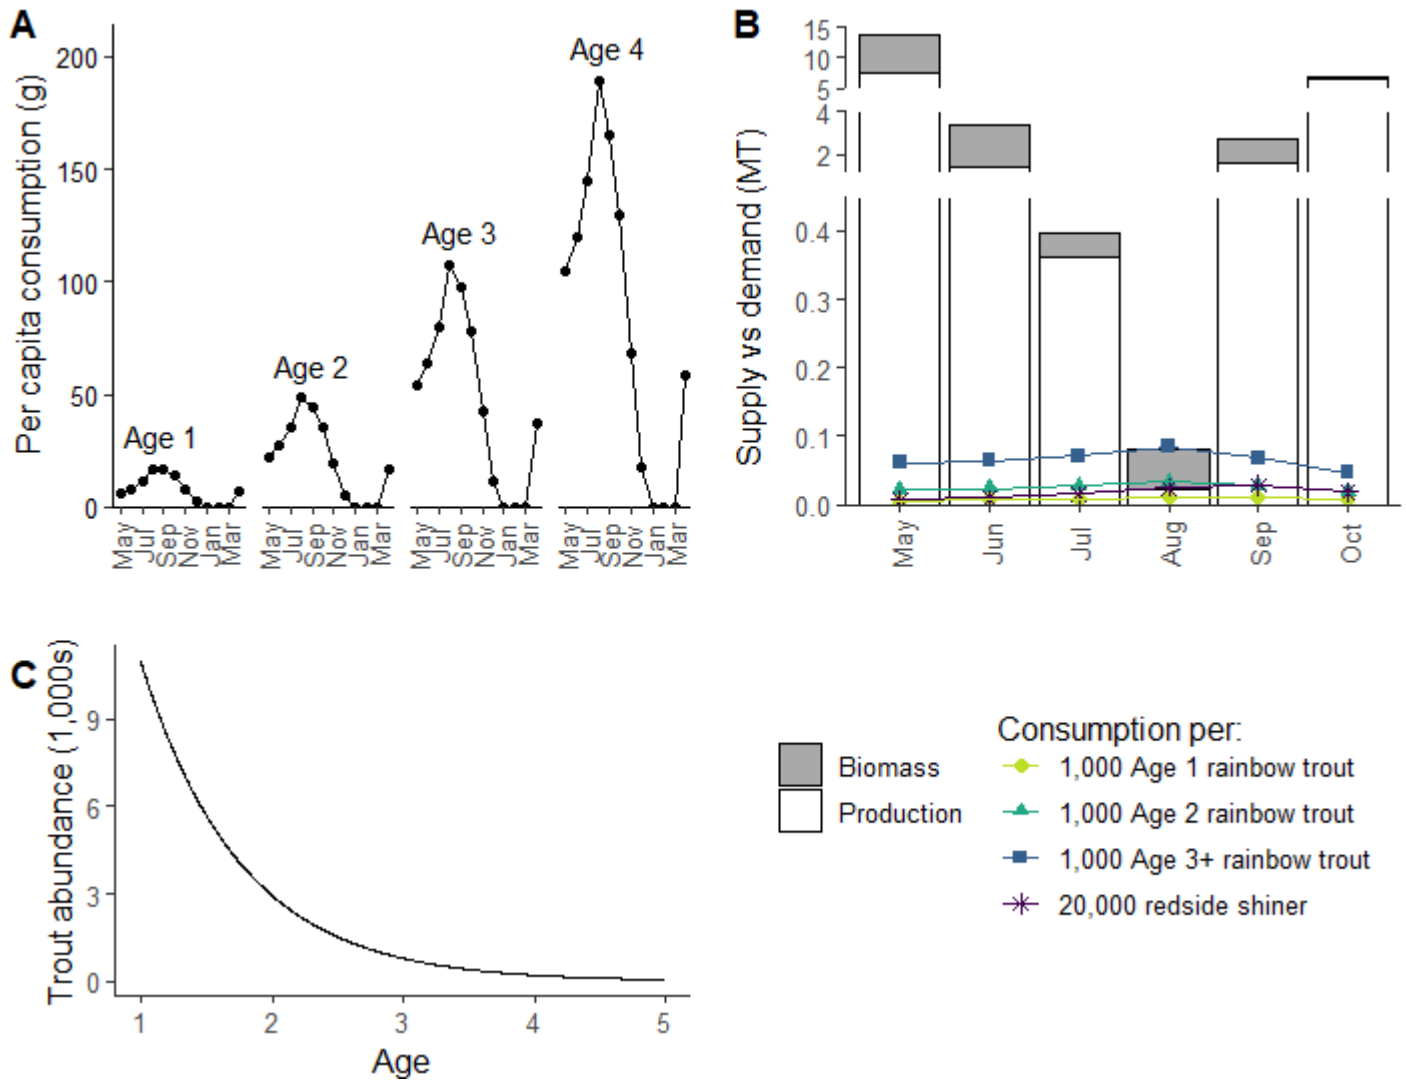 A
Per capita consumption (g)
200
150
100
50
0
Age 1
Age 2
Age 3
Age 4
May
Jul
Sep
Nov
Jan
Mar
May
Jul
Sep
Nov
Jan
Mar
May
Jul
Sep
Nov
Jan
Mar
May
Jul
Sep
Nov
Jan
Mar
B
Supply vs demand (MT)
15
10
5
4
2
0.4
0.3
0.2
0.1
0.0
May
Jun
Jul
Aug
Sep
Oct
C
Trout abundance (1,000s)
9
6
3
0
1
2
3
4
5
Age
Biomass
Production
Consumption per:
1,000 Age 1 rainbow trout
1,000 Age 2 rainbow trout
1,000 Age 3+ rainbow trout
20,000 redside shiner